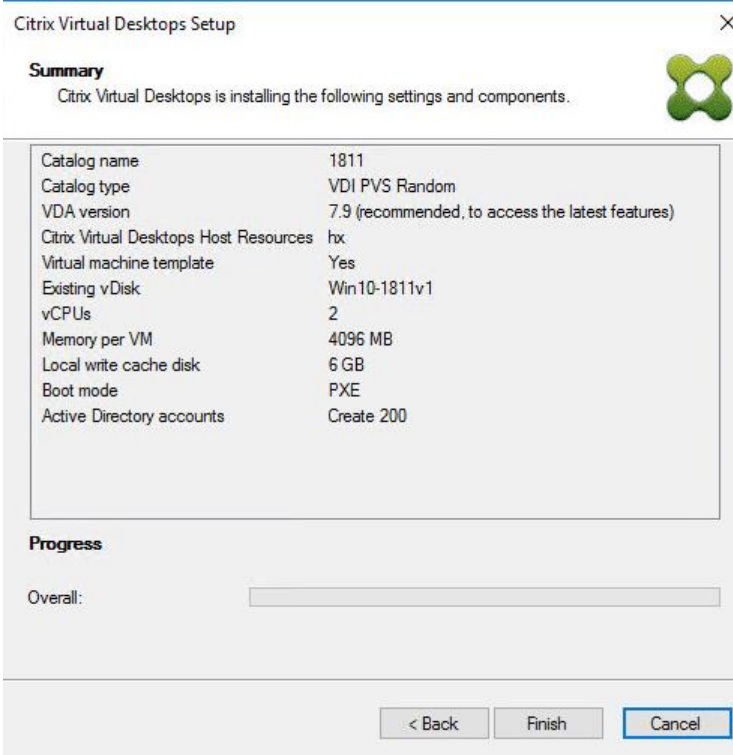 Citrix Virtual Desktops Setup
Summary
Citrix Virtual Desktops is installing the following settings and components.
Catalog name 1811
Catalog type VDI PVS Random
VDA version 7.9 (recommended, to access the latest features)
Citrix Virtual Desktops Host Resources hx
Virtual machine template Yes
Existing vDisk Win10-1811v1
vCPUs 2
Memory per VM 4096 MB
Local write cache disk 6 GB
Boot mode PXE
Active Directory accounts Create 200
Progress
Overall:
< Back Finish Cancel